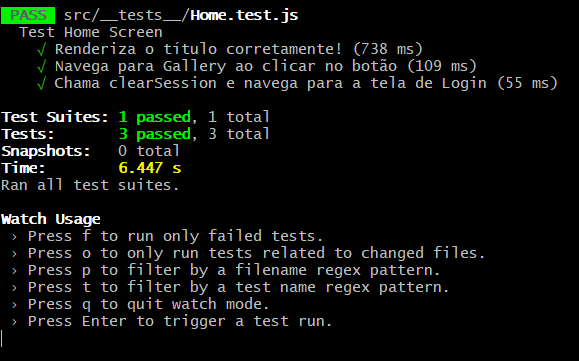 PASS src/__tests__/Home.test.js
Test Home Screen
√ Renderiza o título corretamente! (738 ms)
√ Navega para Gallery ao clicar no botão (109 ms)
√ Chama clearSession e navega para a tela de Login (55 ms)
Test Suites: 1 passed, 1 total
Tests: 3 passed, 3 total
Snapshots: 0 total
Time: 6.447 s
Ran all test suites.
Watch Usage
› Press f to run only failed tests.
› Press o to only run tests related to changed files.
› Press p to filter by a filename regex pattern.
› Press t to filter by a test name regex pattern.
› Press q to quit watch mode.
› Press Enter to trigger a test run.